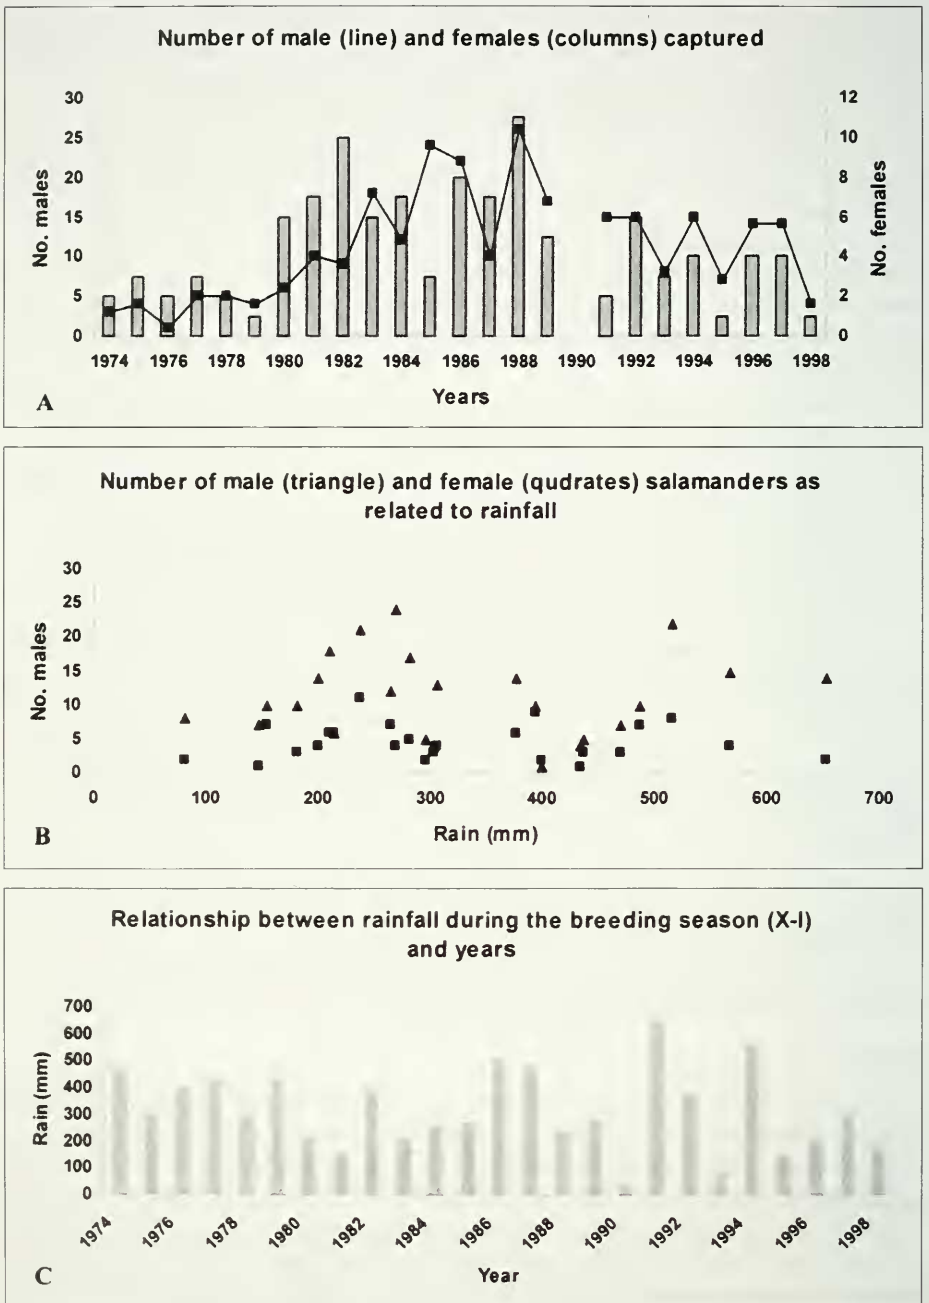 Number of male (line) and females (columns) captured
30
25
20
15
10
5
0
No. males
12
10
8
6
4
2
0
No. females
1974 1976 1978 1980 1982 1984 1986 1988 1990 1992 1994 1996 1998
Years
A
Number of male (triangle) and female (qudrates) salamanders as
related to rainfall
30
25
20
15
10
5
0
No. males
0 100 200 300 400 500 600 700
Rain (mm)
B
Relationship between rainfall during the breeding season (X-I)
and years
700
600
500
400
300
200
100
0
Rain (mm)
1974 1976 1978 1980 1982 1984 1986 1988 1990 1992 1994 1996 1998
Year
C